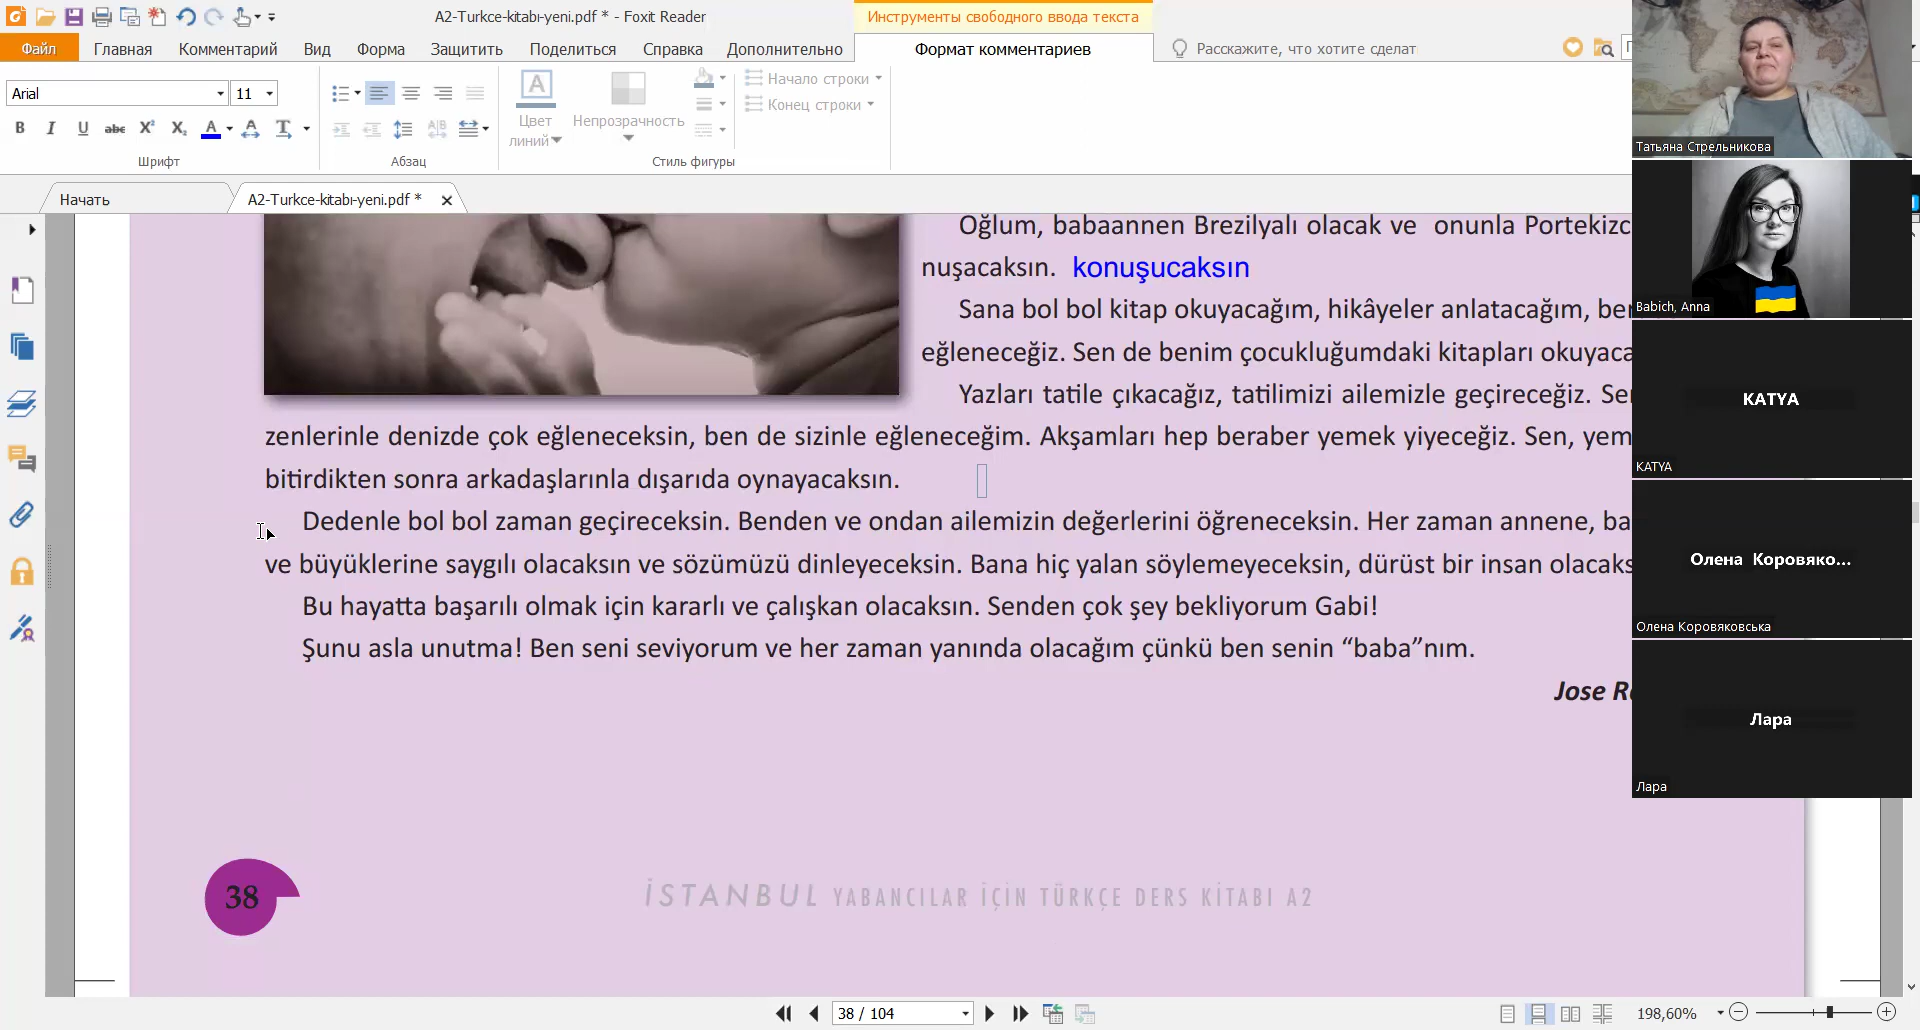 A2-Turkce-kitabı-yeni.pdf * - Foxit Reader
Инструменты свободного ввода текста
Файл Главная Комментарий Вид Форма Защитить Поделиться Справка Дополнительно Формат комментариев Расскажите, что хотите сделат
Arial 11
Цвет линий
Непрозрачность
Начало строки
Конец строки
Шрифт Абзац Стиль фигуры
Начать A2-Turkce-kitabı-yeni.pdf *
Oğlum, babaannen Brezilyalı olacak ve onunla Portekizc
nuşacaksın. konuşucaksın
Sana bol bol kitap okuyacağım, hikâyeler anlatacağım, ber
eğleneceğiz. Sen de benim çocukluğumdaki kitapları okuyaca
Yazları tatile çıkacağız, tatilimizi ailemizle geçireceğiz. Ser
zenlerinle denizde çok eğleneceksin, ben de sizinle eğleneceğim. Akşamları hep beraber yemek yiyeceğiz. Sen, yem
bitirdikten sonra arkadaşlarınla dışarıda oynayacaksın.
Dedenle bol bol zaman geçireceksin. Benden ve ondan ailemizin değerlerini öğreneceksin. Her zaman annene, ba
ve büyüklerine saygılı olacaksın ve sözümüzü dinleyeceksin. Bana hiç yalan söylemeyeceksin, dürüst bir insan olacaks
Bu hayatta başarılı olmak için kararlı ve çalışkan olacaksın. Senden çok şey bekliyorum Gabi!
Şunu asla unutma! Ben seni seviyorum ve her zaman yanında olacağım çünkü ben senin “baba”nım.
Jose R
38
İSTANBUL YABANCILAR İÇİN TÜRKÇE DERS KİTABI A2
Татьяна Стрельникова
Babich, Anna
KATYA
KATYA
Олена Коровяко...
Олена Коровяковська
Лара
Лара
38 / 104
198,60%